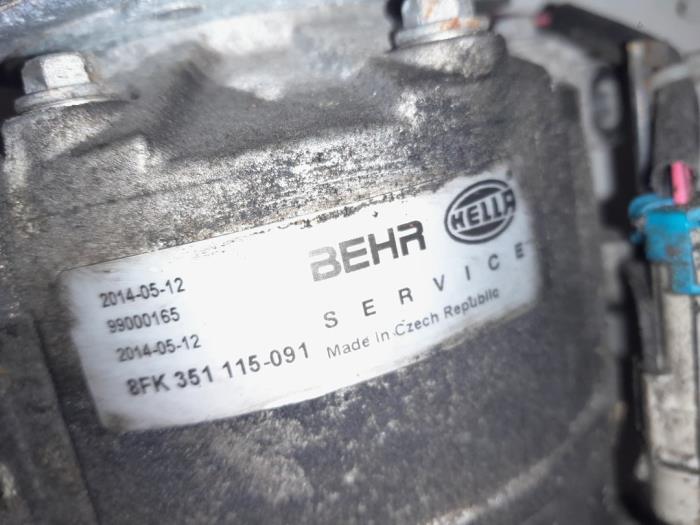 BEHR HELLA
SERVICE
2014-05-12
99000165
2014-05-12
8FK 351 115-091
Made in Czech Republic